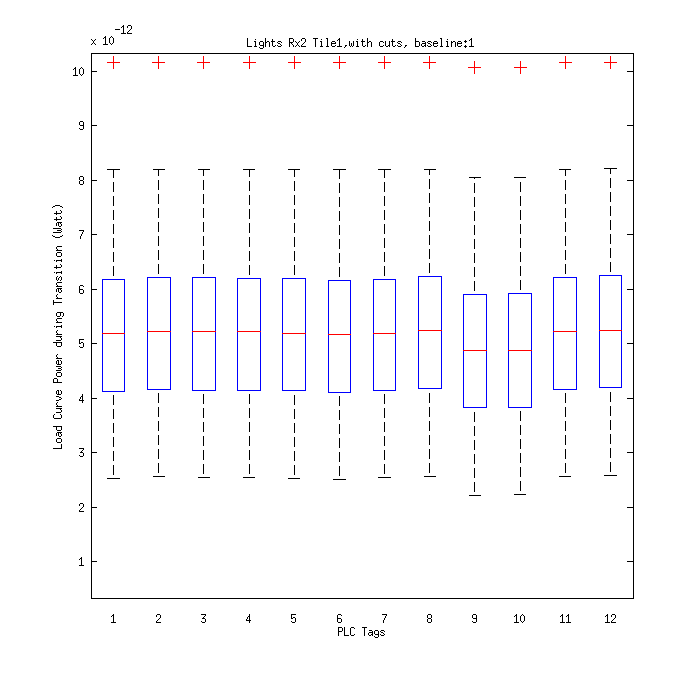 x 10^-12
Lights Rx2 Tile1,with cuts, baseline:1
10
9
8
7
6
5
4
3
2
1
Load Curve Power during Transition (Watt)
1 2 3 4 5 6 7 8 9 10 11 12
PLC Tags